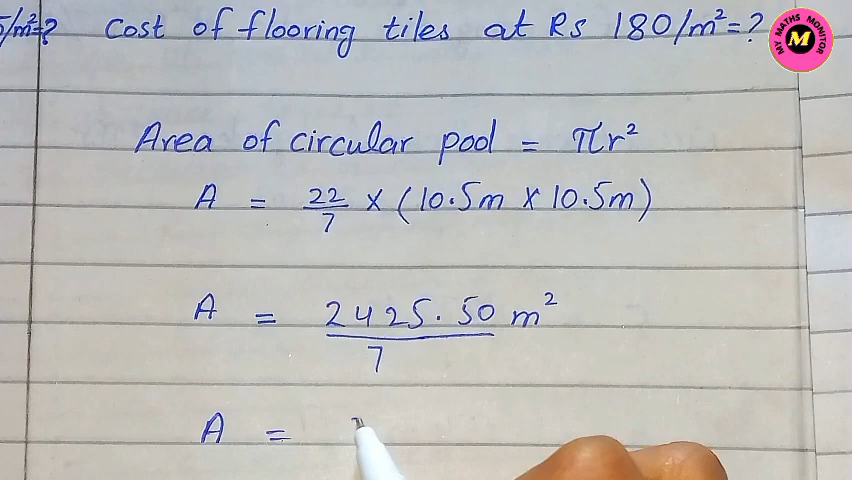 /m²=? Cost of flooring tiles at Rs 180/m²=?
MY MATHS MONITOR
M
Area of circular pool = πr²
A = 22/7 × (10.5m × 10.5m)
A = 2425.50/7 m²
A =